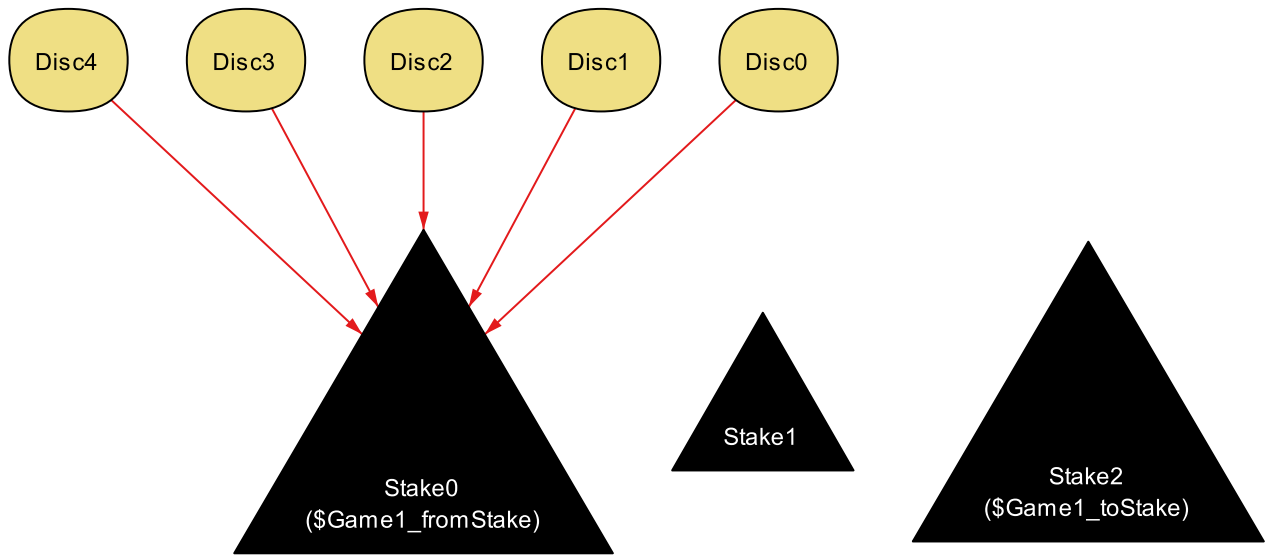 Disc4
Disc3
Disc2
Disc1
Disc0
Stake1
Stake0
($Game1_fromStake)
Stake2
($Game1_toStake)